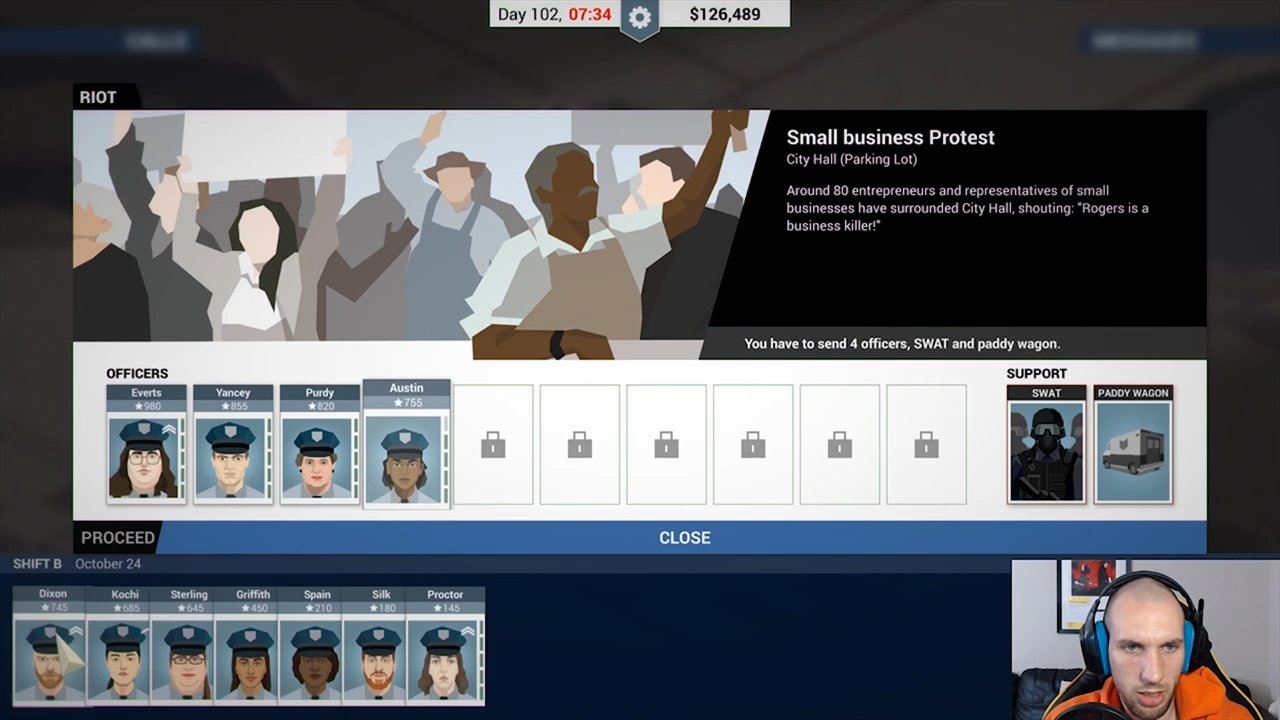 Day 102, 07:34
$126,489
CALLS
MESSAGES
RIOT
Small business Protest
City Hall (Parking Lot)
Around 80 entrepreneurs and representatives of small
businesses have surrounded City Hall, shouting: "Rogers is a
business killer!"
You have to send 4 officers, SWAT and paddy wagon.
OFFICERS
SUPPORT
Everts
★980
Yancey
★855
Purdy
★820
Austin
★755
SWAT
PADDY WAGON
PROCEED
CLOSE
SHIFT B October 24
Dixon
★745
Kochi
★685
Sterling
★645
Griffith
★450
Spain
★210
Silk
★180
Proctor
★145